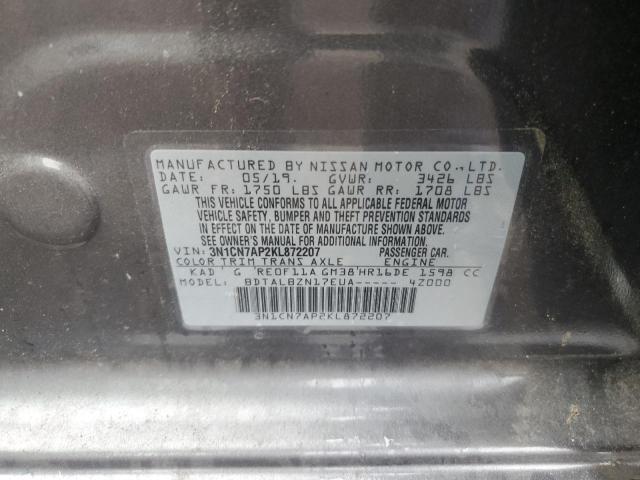 MANUFACTURED BY NISSAN MOTOR CO., LTD.
DATE: 05/19. GVWR: 3426 LBS
GAWR FR: 1750 LBS GAWR RR: 1708 LBS
THIS VEHICLE CONFORMS TO ALL APPLICABLE FEDERAL MOTOR
VEHICLE SAFETY, BUMPER AND THEFT PREVENTION STANDARDS
IN EFFECT ON THE DATE OF MANUFACTURE SHOWN ABOVE.
SEE OWNER'S MANUAL OR INFO. SHEET
VIN: 3N1CN7AP2KL872207 PASSENGER CAR.
COLOR TRIM TRANS AXLE ENGINE
KAD G RE0F11A GM38 HR16DE 1598 CC
MODEL: BDTALBZN17EUA----- 4Z000
3N1CN7AP2KL872207